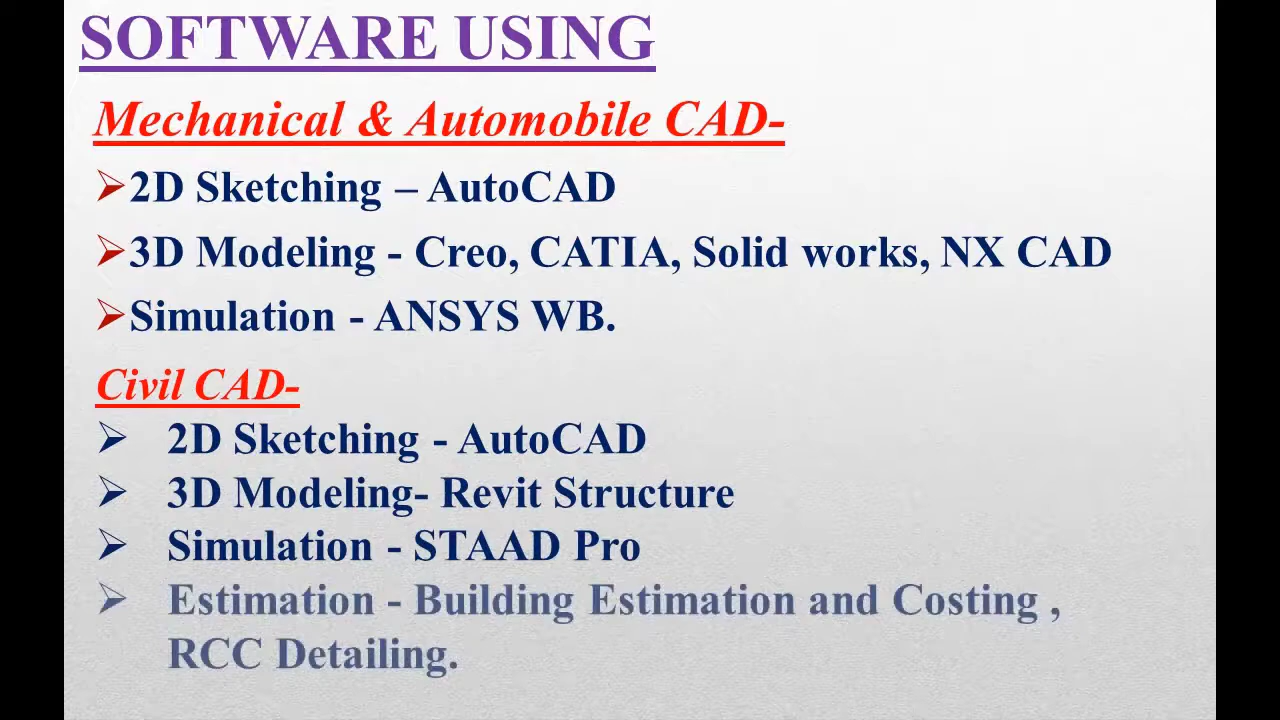 SOFTWARE USING
Mechanical & Automobile CAD-
2D Sketching – AutoCAD
3D Modeling - Creo, CATIA, Solid works, NX CAD
Simulation - ANSYS WB.
Civil CAD-
2D Sketching - AutoCAD
3D Modeling- Revit Structure
Simulation - STAAD Pro
Estimation - Building Estimation and Costing ,
RCC Detailing.